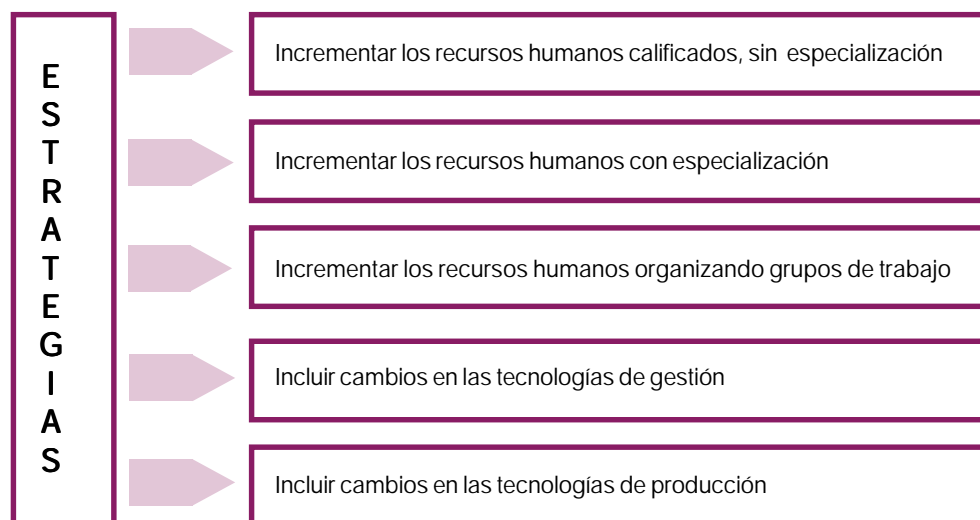 ESTRATEGIAS
Incrementar los recursos humanos calificados, sin especialización
Incrementar los recursos humanos con especialización
Incrementar los recursos humanos organizando grupos de trabajo
Incluir cambios en las tecnologías de gestión
Incluir cambios en las tecnologías de producción